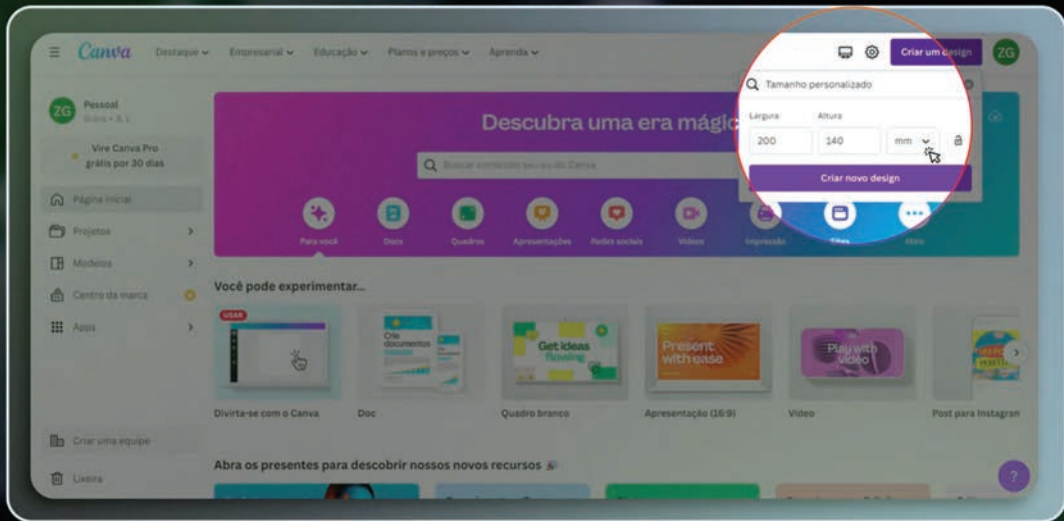 Canva
Destaque
Empresarial
Educação
Planos e preços
Aprenda
Criar um design
ZG
ZG
Pessoal
Grátis •
Vire Canva Pro
grátis por 30 dias
Página inicial
Projetos
Modelos
Centro da marca
Apps
Criar uma equipe
Lixeira
Descubra uma era mágic
Tamanho personalizado
Largura
Altura
200
140
mm
Criar novo design
Para você
Docs
Quadros
Apresentações
Redes sociais
Vídeos
Impressão
Sites
Mais
Você pode experimentar...
USAR
Crie
documentos
Get ideas
flowing
Present
with ease
Play with
video
Divirta-se com o Canva
Doc
Quadro branco
Apresentação (16:9)
Vídeo
Post para Instagran
Abra os presentes para descobrir nossos novos recursos
?